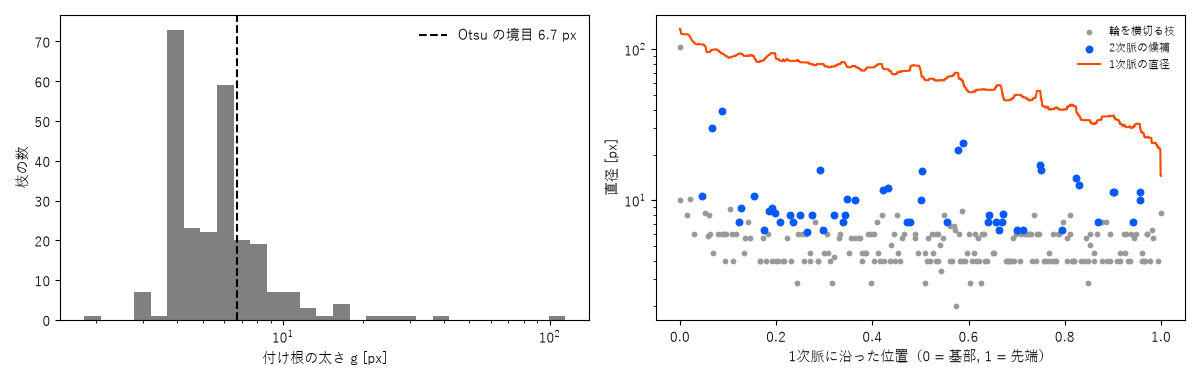 枝の数
0
10
20
30
40
50
60
70
10¹
10²
付け根の太さ g [px]
Otsu の境目 6.7 px
直径 [px]
10¹
10²
0.0
0.2
0.4
0.6
0.8
1.0
1次脈に沿った位置（0 = 基部, 1 = 先端）
輪を横切る枝
2次脈の候補
1次脈の直径